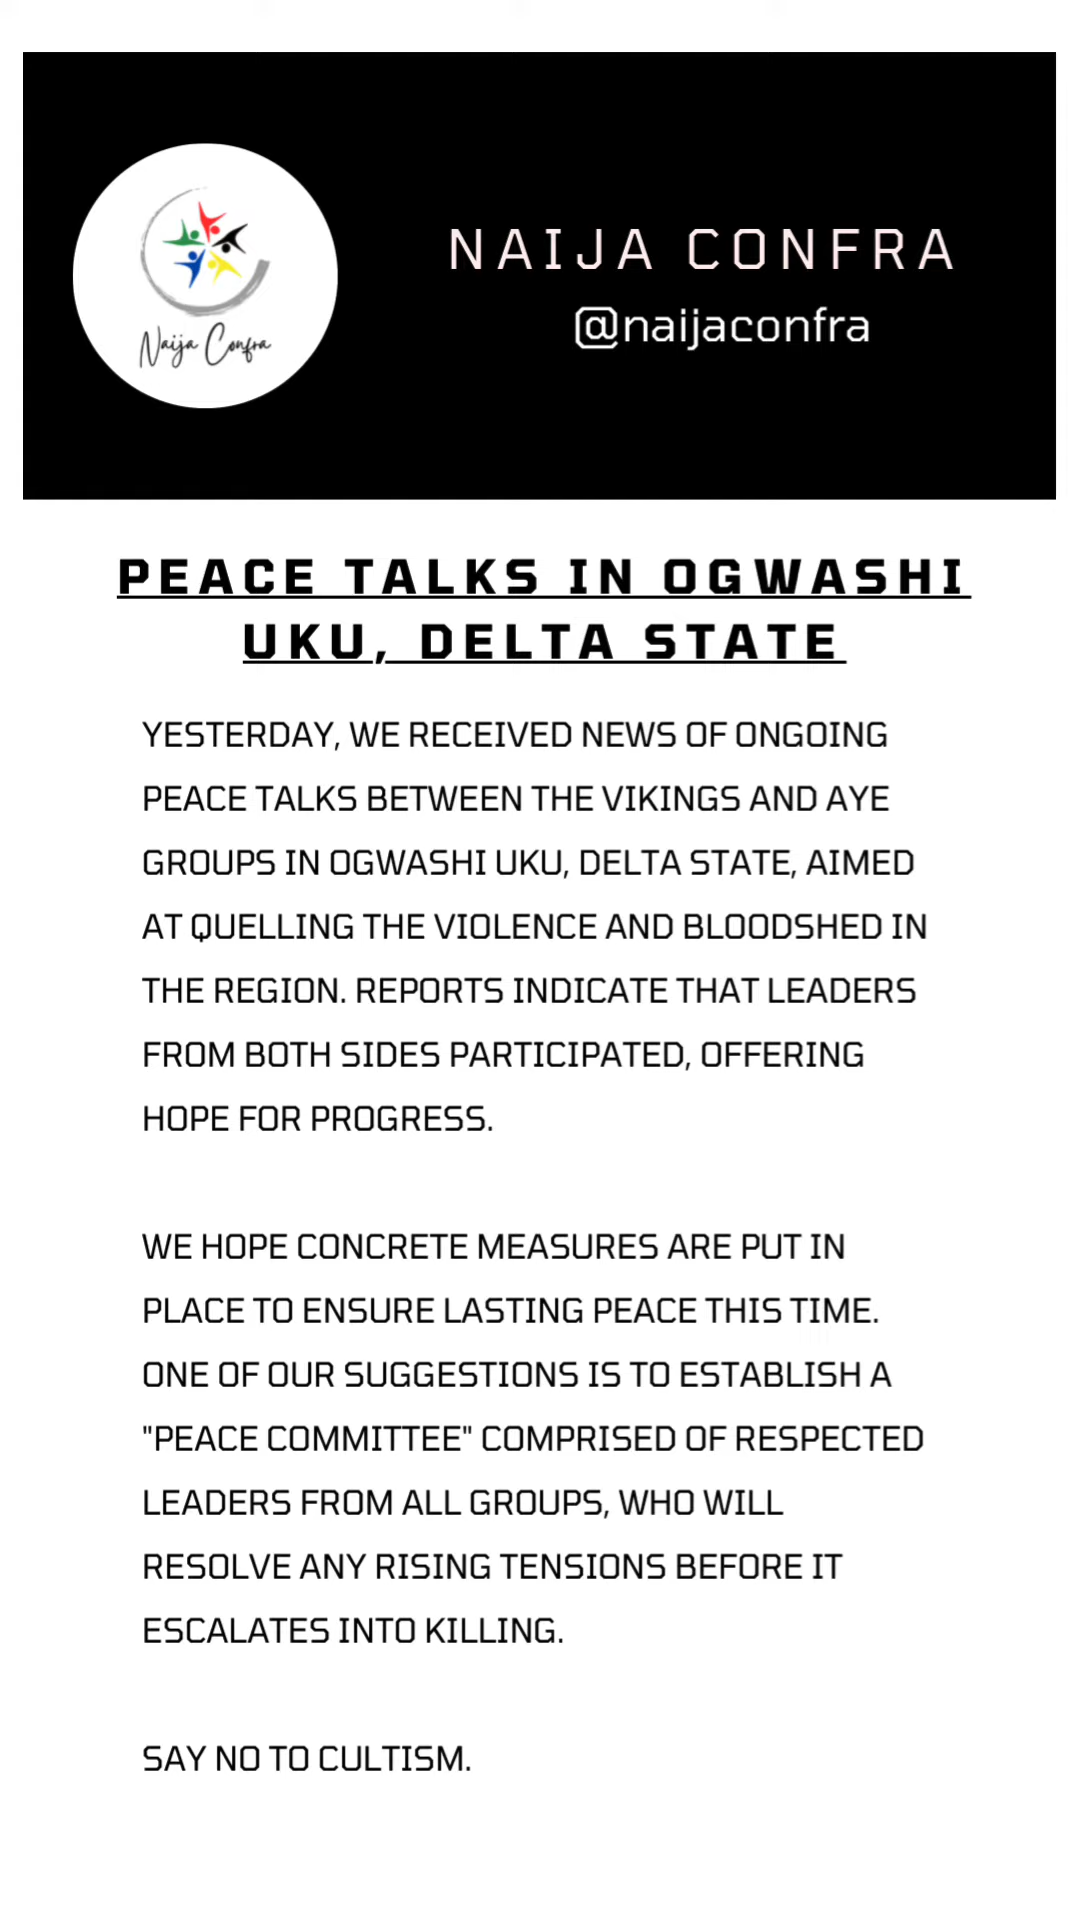 Naija Confra
NAIJA CONFRA
@naijaconfra
PEACE TALKS IN OGWASHI
UKU, DELTA STATE
YESTERDAY, WE RECEIVED NEWS OF ONGOING
PEACE TALKS BETWEEN THE VIKINGS AND AYE
GROUPS IN OGWASHI UKU, DELTA STATE, AIMED
AT QUELLING THE VIOLENCE AND BLOODSHED IN
THE REGION. REPORTS INDICATE THAT LEADERS
FROM BOTH SIDES PARTICIPATED, OFFERING
HOPE FOR PROGRESS.
WE HOPE CONCRETE MEASURES ARE PUT IN
PLACE TO ENSURE LASTING PEACE THIS TIME.
ONE OF OUR SUGGESTIONS IS TO ESTABLISH A
"PEACE COMMITTEE" COMPRISED OF RESPECTED
LEADERS FROM ALL GROUPS, WHO WILL
RESOLVE ANY RISING TENSIONS BEFORE IT
ESCALATES INTO KILLING.
SAY NO TO CULTISM.